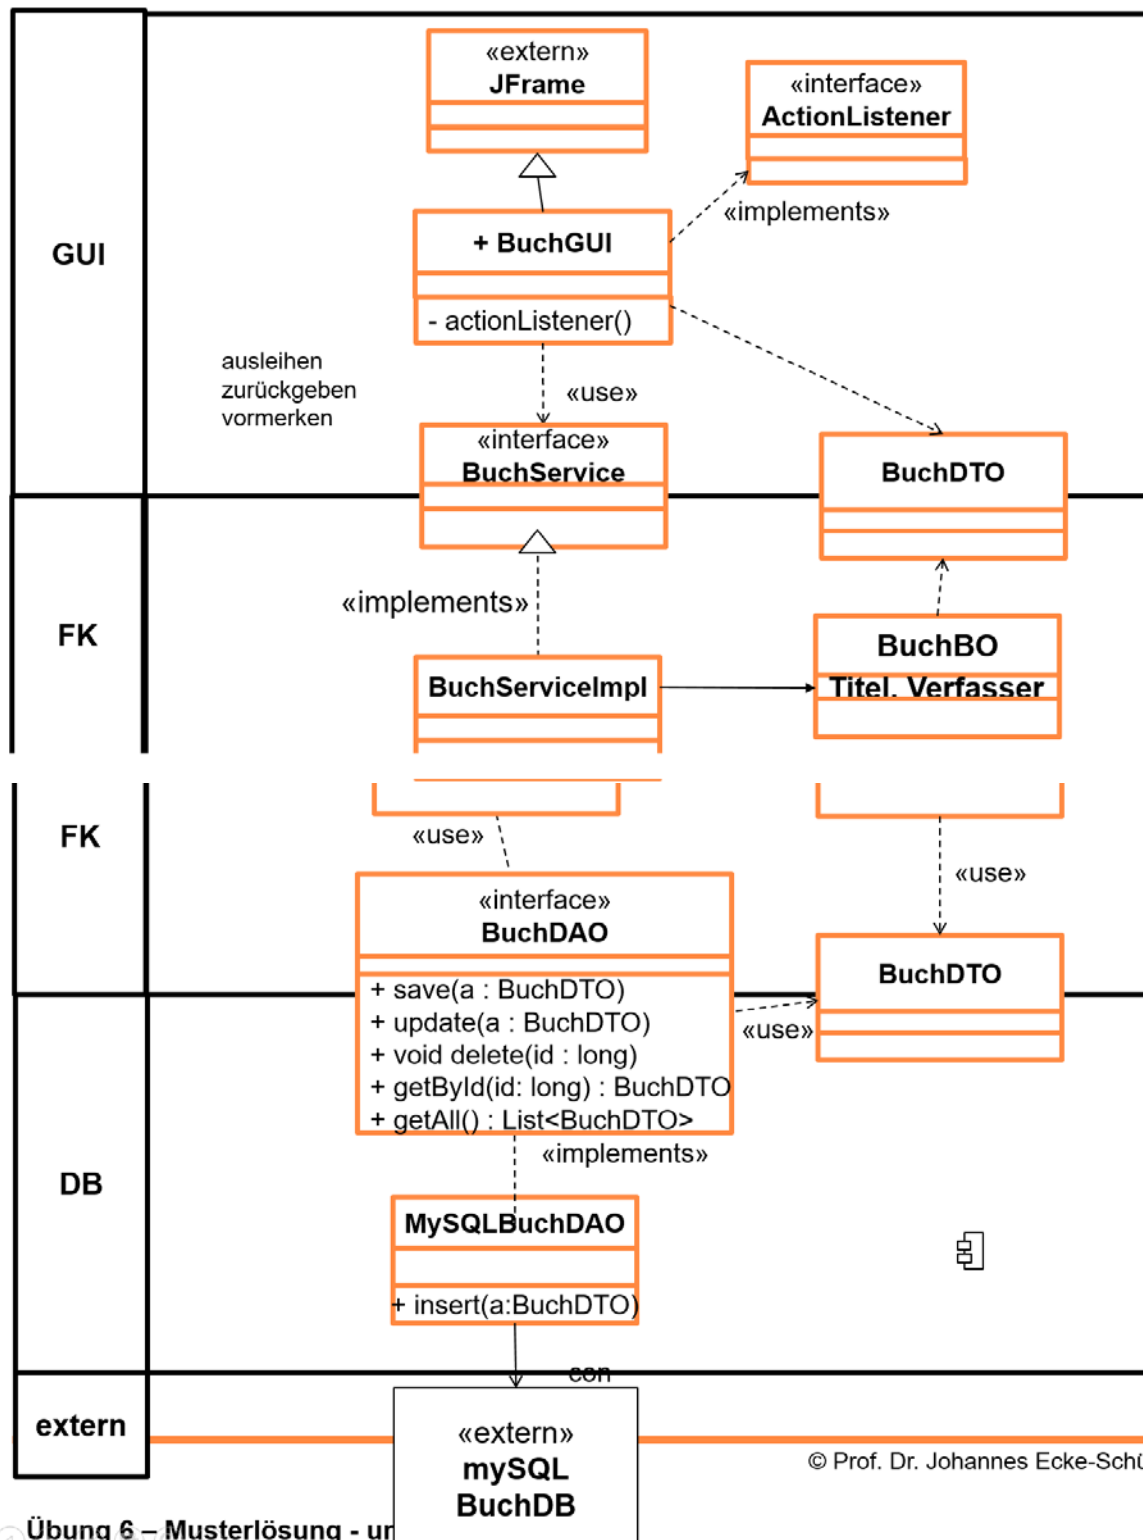 «extern»
JFrame
«interface»
ActionListener
«implements»
+ BuchGUI
GUI
- actionListener()
ausleihen
zurückgeben
vormerken
«use»
«interface»
BuchService
BuchDTO
«implements»
FK
BuchBO
Titel, Verfasser
BuchServiceImpl
FK
«use»
«use»
«interface»
BuchDAO
BuchDTO
+ save(a : BuchDTO)
+ update(a : BuchDTO)
+ void delete(id : long)
+ getById(id: long) : BuchDTO
+ getAll() : List<BuchDTO>
«use»
«implements»
DB
MySQLBuchDAO
+ insert(a:BuchDTO)
con
extern
«extern»
mySQL
BuchDB
© Prof. Dr. Johannes Ecke-Schü
Übung 6 – Musterlösung - un